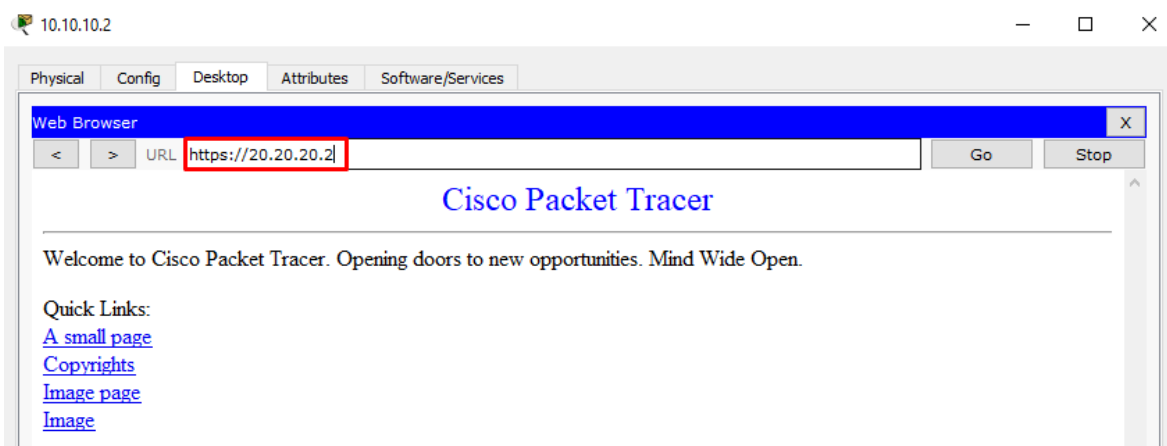 10.10.10.2
Physical Config Desktop Attributes Software/Services
Web Browser X
< > URL https://20.20.20.2 Go Stop
Cisco Packet Tracer
Welcome to Cisco Packet Tracer. Opening doors to new opportunities. Mind Wide Open.
Quick Links:
A small page
Copyrights
Image page
Image